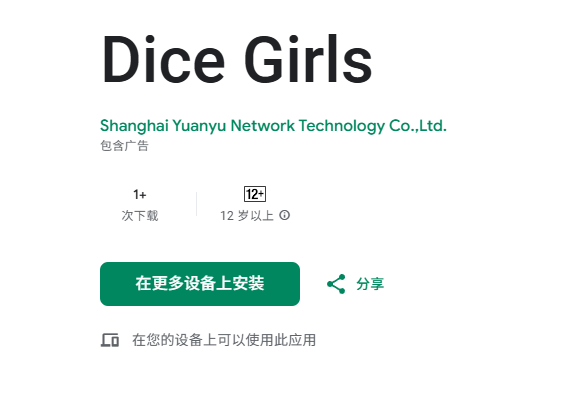 Dice Girls
Shanghai Yuanyu Network Technology Co.,Ltd.
包含广告
1+
次下载
12+
12 岁以上
在更多设备上安装
分享
在您的设备上可以使用此应用